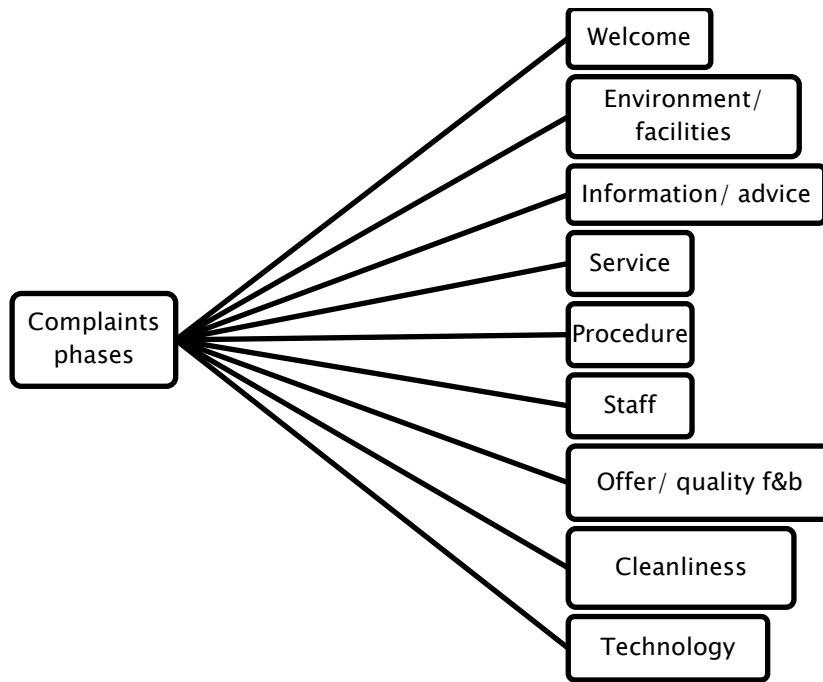 Welcome
Environment/
facilities
Information/ advice
Service
Complaints
phases
Procedure
Staff
Offer/ quality f&b
Cleanliness
Technology